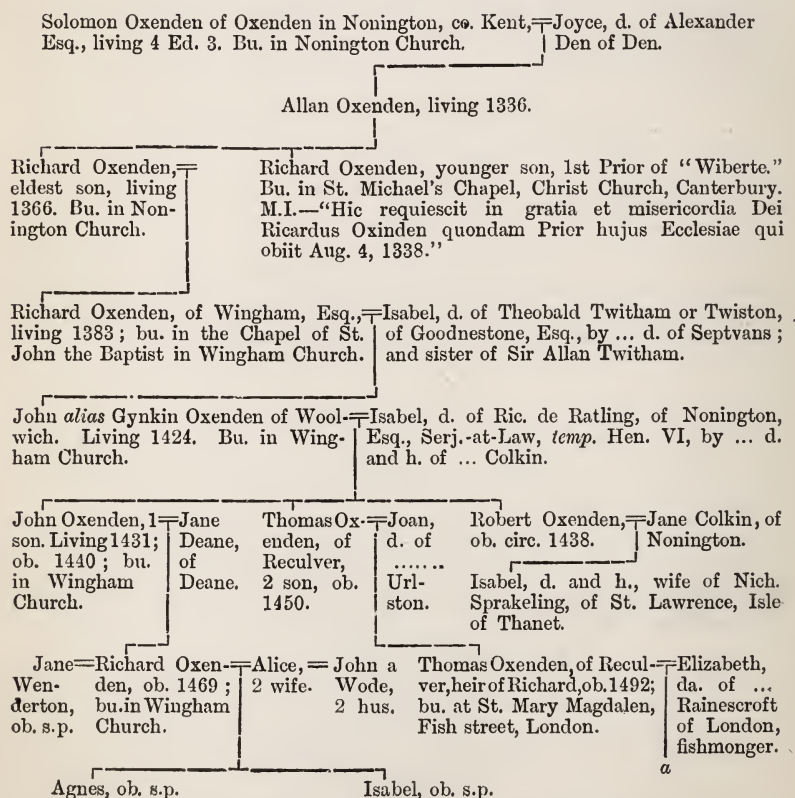 Solomon Oxenden of Oxenden in Nonington, co. Kent,
Esq., living 4 Ed. 3. Bu. in Nonington Church.
Joyce, d. of Alexander
Den of Den.
Allan Oxenden, living 1336.
Richard Oxenden,
eldest son, living
1366. Bu. in Non-
ington Church.
Richard Oxenden, younger son, 1st Prior of "Wiberte."
Bu. in St. Michael's Chapel, Christ Church, Canterbury.
M.I.—"Hic requiescit in gratia et misericordia Dei
Ricardus Oxinden quondam Prior hujus Ecclesiae qui
obiit Aug. 4, 1338."
Richard Oxenden, of Wingham, Esq.,
living 1383; bu. in the Chapel of St.
John the Baptist in Wingham Church.
Isabel, d. of Theobald Twitham or Twiston,
of Goodnestone, Esq., by ... d. of Septvans;
and sister of Sir Allan Twitham.
John alias Gynkin Oxenden of Wool-
wich. Living 1424. Bu. in Wing-
ham Church.
Isabel, d. of Ric. de Ratling, of Nonington,
Esq., Serj.-at-Law, temp. Hen. VI, by ... d.
and h. of ... Colkin.
John Oxenden, 1
son. Living 1431;
ob. 1440; bu.
in Wingham
Church.
Jane
Deane,
of
Deane.
Thomas Ox-
enden, of
Reculver,
2 son, ob.
1450.
Joan,
d. of
.......
Url-
ston.
Robert Oxenden,
ob. circ. 1438.
Jane Colkin, of
Nonington.
Isabel, d. and h., wife of Nich.
Sprakeling, of St. Lawrence, Isle
of Thanet.
Jane
Wen-
derton,
ob. s.p.
Richard Oxen-
den, ob. 1469;
bu. in Wingham
Church.
Alice,
2 wife.
John a
Wode,
2 hus.
Thomas Oxenden, of Recul-
ver, heir of Richard, ob. 1492;
bu. at St. Mary Magdalen,
Fish street, London.
Elizabeth,
da. of ...
Rainescroft
of London,
fishmonger.
a
Agnes, ob. s.p.
Isabel, ob. s.p.